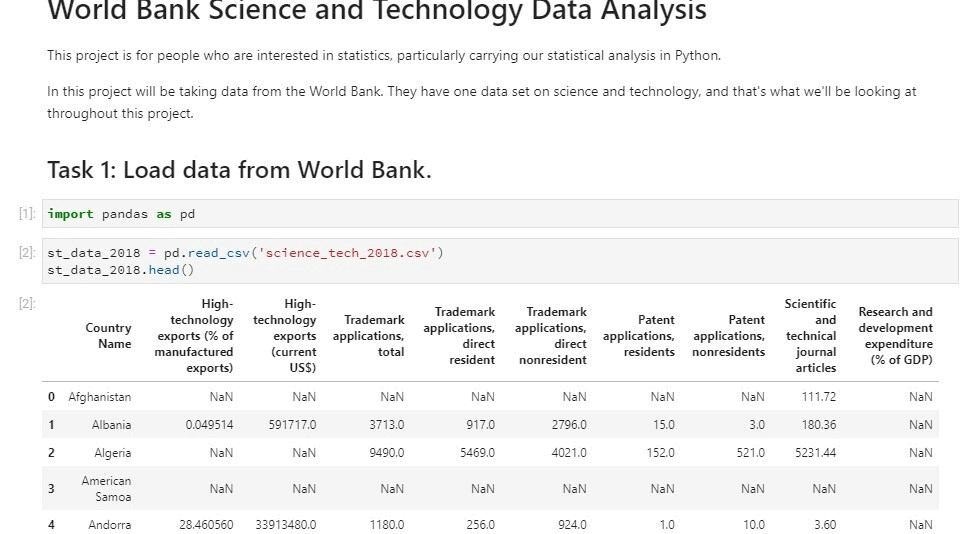 World Bank Science and Technology Data Analysis
This project is for people who are interested in statistics, particularly carrying our statistical analysis in Python.
In this project will be taking data from the World Bank. They have one data set on science and technology, and that's what we'll be looking at
throughout this project.
Task 1: Load data from World Bank.
[1]: import pandas as pd
[2]: st_data_2018 = pd.read_csv('science_tech_2018.csv')
st_data_2018.head()
[2]:
Country Name High-technology exports (% of manufactured exports) High-technology exports (current US$) Trademark applications, total Trademark applications, direct resident Trademark applications, direct nonresident Patent applications, residents Patent applications, nonresidents Scientific and technical journal articles Research and development expenditure (% of GDP)
0 Afghanistan NaN NaN NaN NaN NaN NaN NaN 111.72 NaN
1 Albania 0.049514 591717.0 3713.0 917.0 2796.0 15.0 3.0 180.36 NaN
2 Algeria NaN NaN 9490.0 5469.0 4021.0 152.0 521.0 5231.44 NaN
3 American Samoa NaN NaN NaN NaN NaN NaN NaN NaN NaN
4 Andorra 28.460560 33913480.0 1180.0 256.0 924.0 1.0 10.0 3.60 NaN